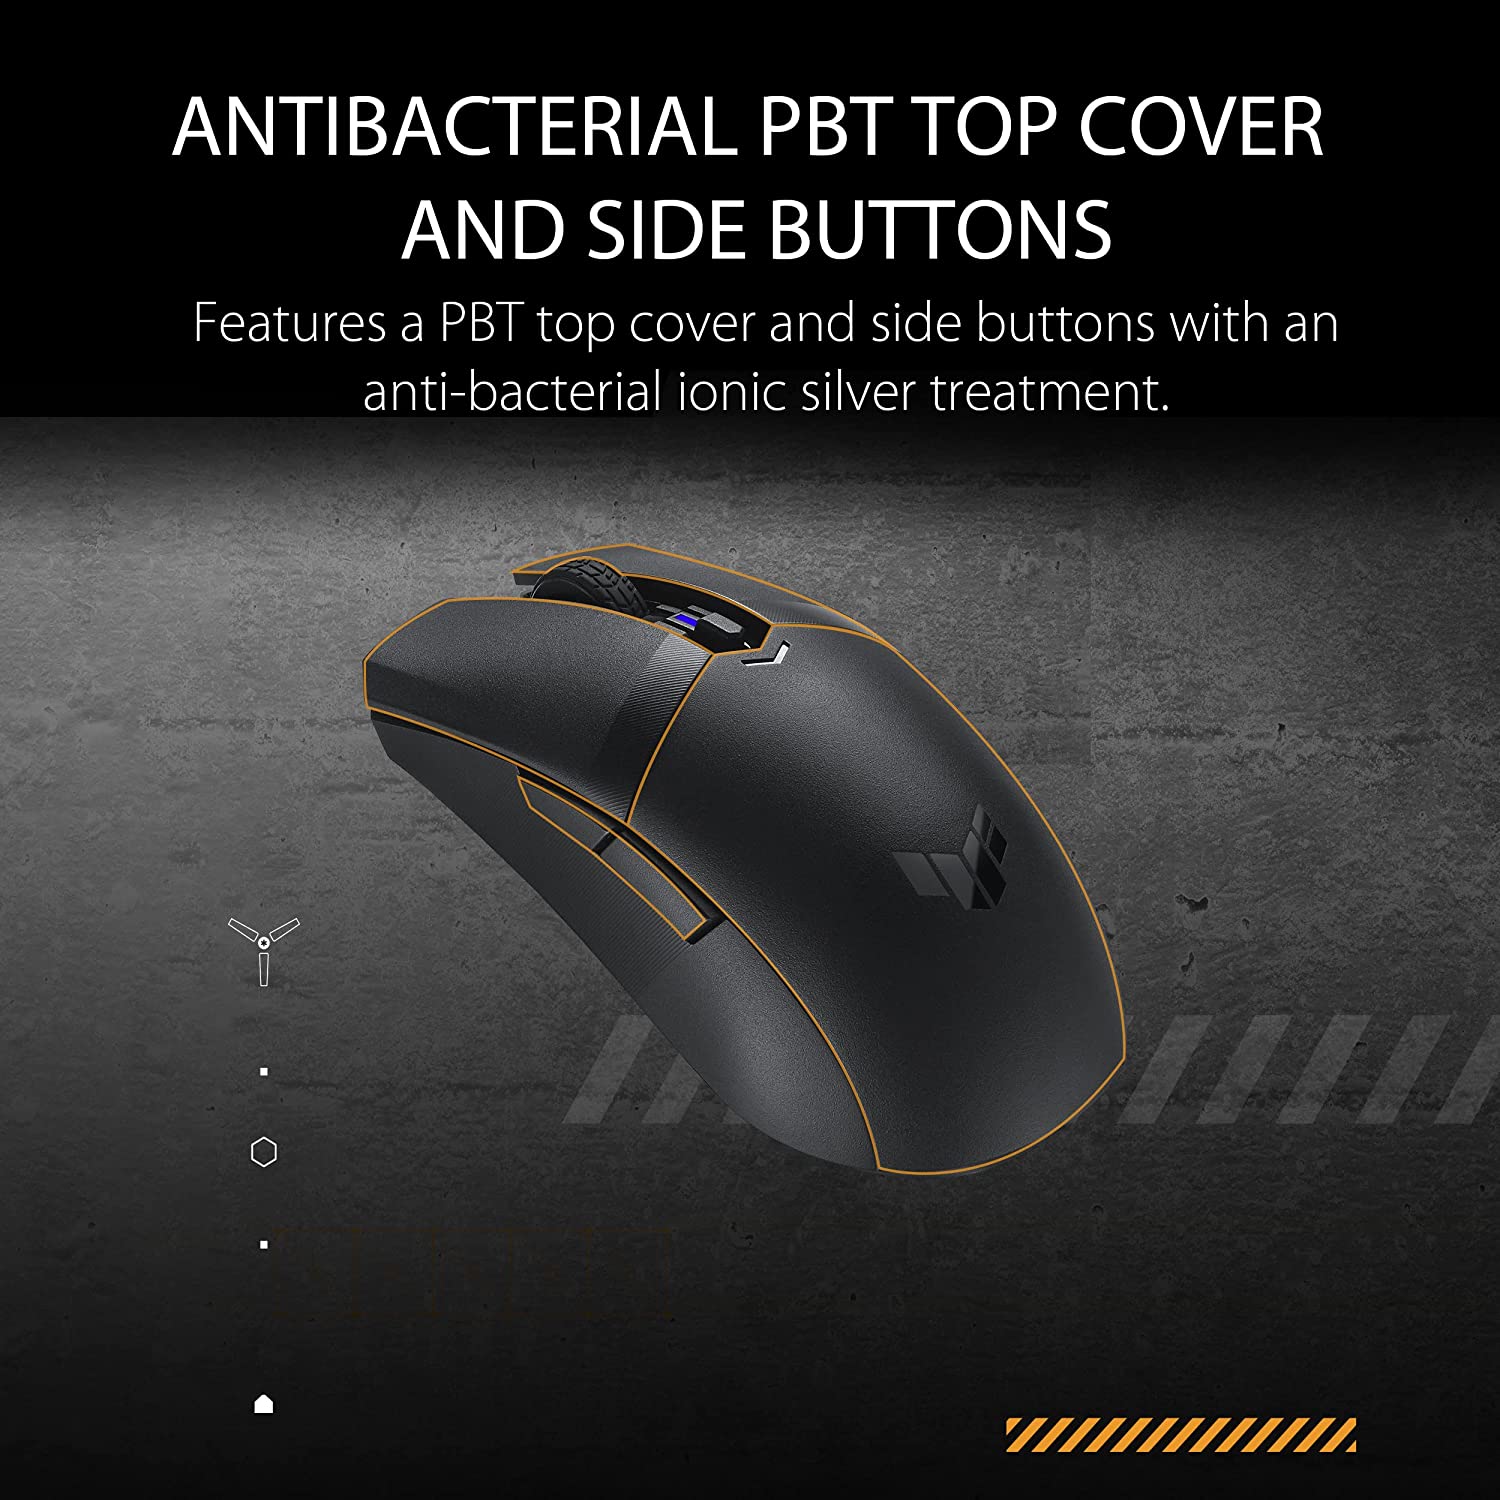 ANTIBACTERIAL PBT TOP COVER
AND SIDE BUTTONS
Features a PBT top cover and side buttons with an
anti-bacterial ionic silver treatment.